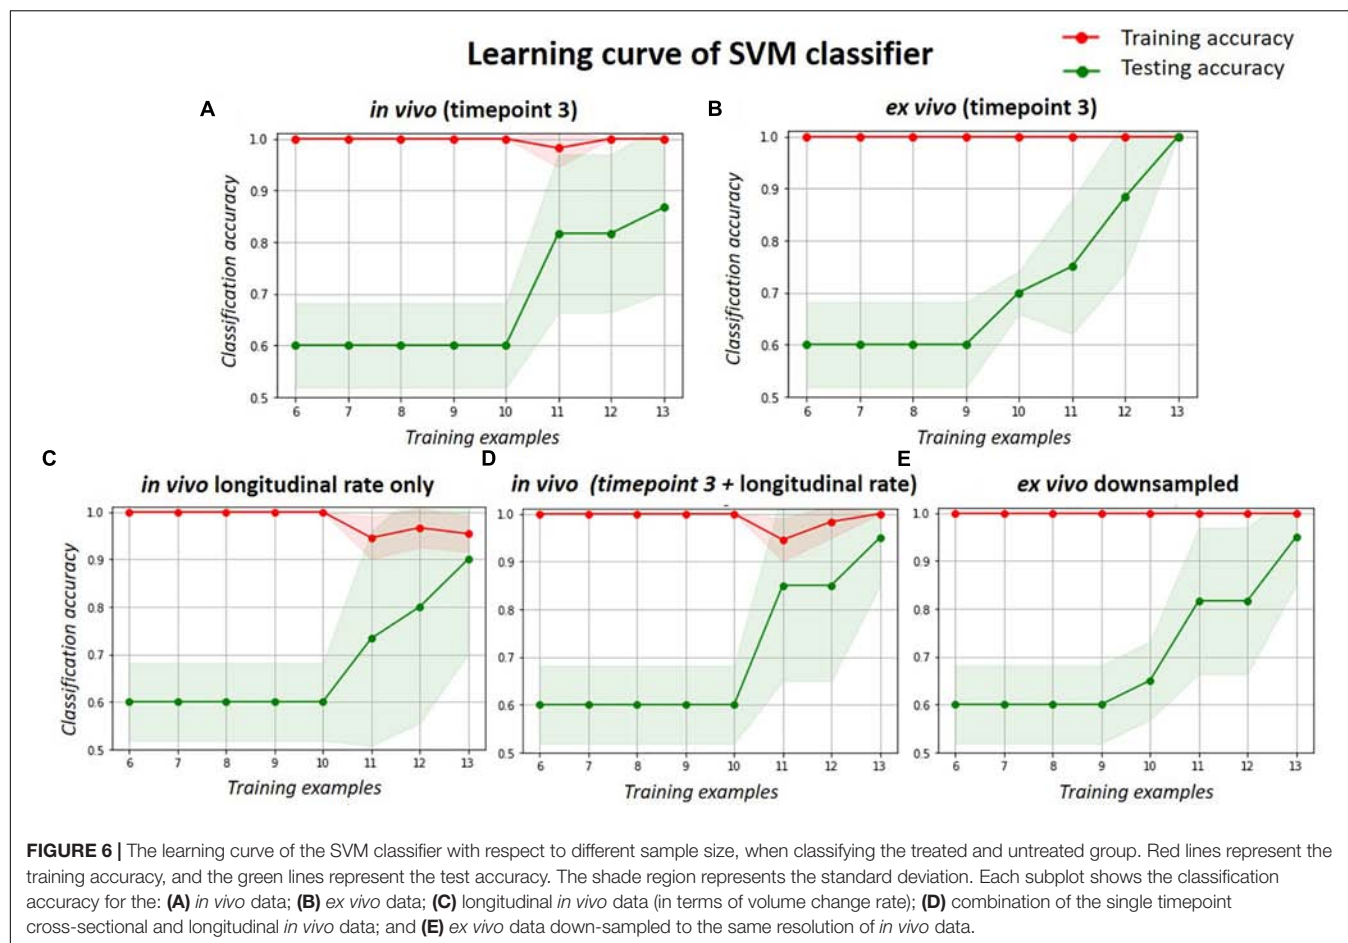 Learning curve of SVM classifier
Training accuracy
Testing accuracy
A
in vivo (timepoint 3)
Classification accuracy
1.0
0.9
0.8
0.7
0.6
0.5
6 7 8 9 10 11 12 13
Training examples
B
ex vivo (timepoint 3)
Classification accuracy
1.0
0.9
0.8
0.7
0.6
0.5
6 7 8 9 10 11 12 13
Training examples
C
in vivo longitudinal rate only
Classification accuracy
1.0
0.9
0.8
0.7
0.6
0.5
6 7 8 9 10 11 12 13
Training examples
D
in vivo (timepoint 3 + longitudinal rate)
1.0
0.9
0.8
0.7
0.6
0.5
6 7 8 9 10 11 12 13
Training examples
E
ex vivo downsampled
1.0
0.9
0.8
0.7
0.6
0.5
6 7 8 9 10 11 12 13
Training examples
FIGURE 6 | The learning curve of the SVM classifier with respect to different sample size, when classifying the treated and untreated group. Red lines represent the
training accuracy, and the green lines represent the test accuracy. The shade region represents the standard deviation. Each subplot shows the classification
accuracy for the: (A) in vivo data; (B) ex vivo data; (C) longitudinal in vivo data (in terms of volume change rate); (D) combination of the single timepoint
cross-sectional and longitudinal in vivo data; and (E) ex vivo data down-sampled to the same resolution of in vivo data.